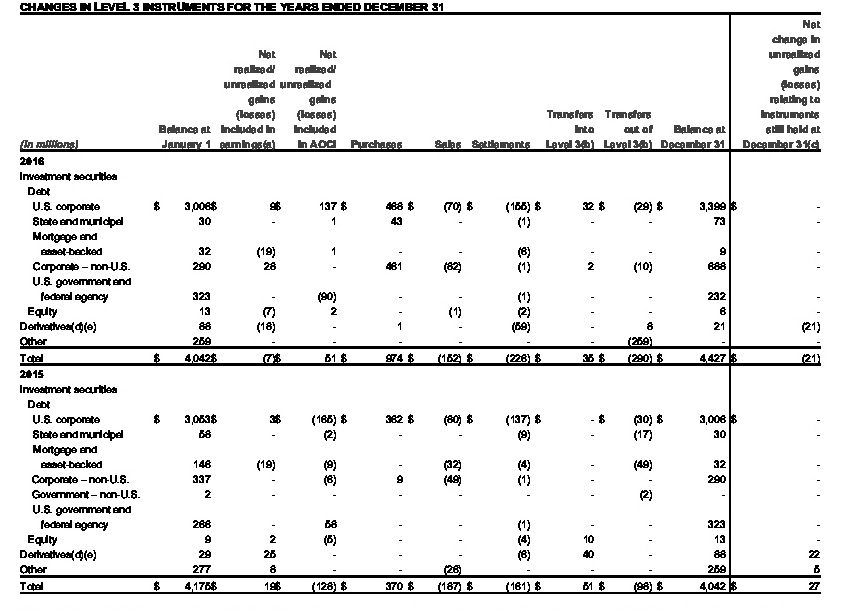 CHANGES IN LEVEL 3 INSTRUMENTS FOR THE YEARS ENDED DECEMBER 31
Net
change in
Net Net unrealized
realized/ realized/ gains
unrealized unrealized (losses)
gains gains relating to
(losses) (losses) Transfers Transfers instruments
Balance at included in included into out of Balance at still held at
(In millions) January 1 earnings(a) in AOCI Purchases Sales Settlements Level 3(b) Level 3(b) December 31 December 31(c)
2016
Investment securities
Debt
U.S. corporate $ 3,006$ 9$ 137 $ 468 $ (70) $ (155) $ 32 $ (29) $ 3,399 $ -
State and municipal 30 - 1 43 - (1) - - 73 -
Mortgage and
asset-backed 32 (19) 1 - - (6) - - 9 -
Corporate – non-U.S. 290 28 - 461 (82) (1) 2 (10) 688 -
U.S. government and
federal agency 323 - (90) - - (1) - - 232 -
Equity 13 (7) 2 - (1) (2) - - 6 -
Derivatives(d)(e) 88 (18) - 1 - (59) - 8 21 (21)
Other 259 - - - - - - (259) - -
Total $ 4,042$ (7)$ 51 $ 974 $ (152) $ (226) $ 35 $ (290) $ 4,427 $ (21)
2015
Investment securities
Debt
U.S. corporate $ 3,053$ 3$ (165) $ 362 $ (80) $ (137) $ - $ (30) $ 3,006 $ -
State and municipal 58 - (2) - - (9) - (17) 30 -
Mortgage and
asset-backed 146 (19) (9) - (32) (4) - (49) 32 -
Corporate – non-U.S. 337 - (6) 9 (49) (1) - - 290 -
Government – non-U.S. 2 - - - - - - (2) - -
U.S. government and
federal agency 266 - 58 - - (1) - - 323 -
Equity 9 2 (5) - - (4) 10 - 13 -
Derivatives(d)(e) 29 25 - - - (6) 40 - 88 22
Other 277 8 - - (26) - - - 259 5
Total $ 4,175$ 19$ (128) $ 370 $ (187) $ (161) $ 51 $ (98) $ 4,042 $ 27